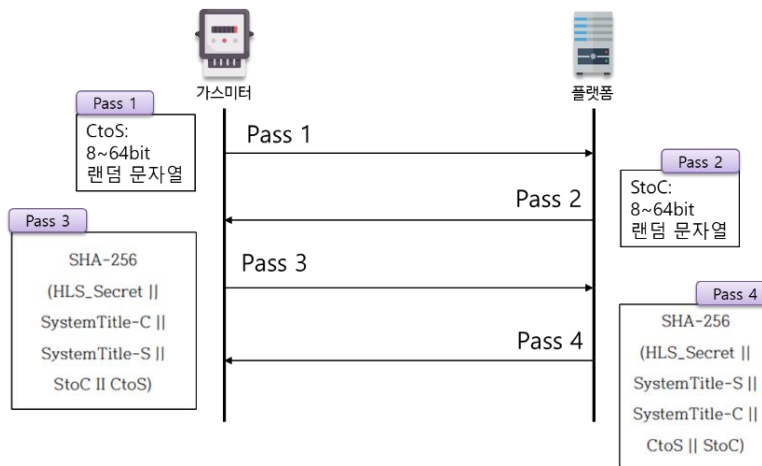 가스미터
플랫폼
Pass 1
CtoS:
8~64bit
랜덤 문자열
Pass 1
Pass 2
StoC:
8~64bit
랜덤 문자열
Pass 2
Pass 3
SHA-256
(HLS_Secret ||
SystemTitle-C ||
SystemTitle-S ||
StoC II CtoS)
Pass 3
Pass 4
SHA-256
(HLS_Secret ||
SystemTitle-S ||
SystemTitle-C ||
CtoS || StoC)
Pass 4